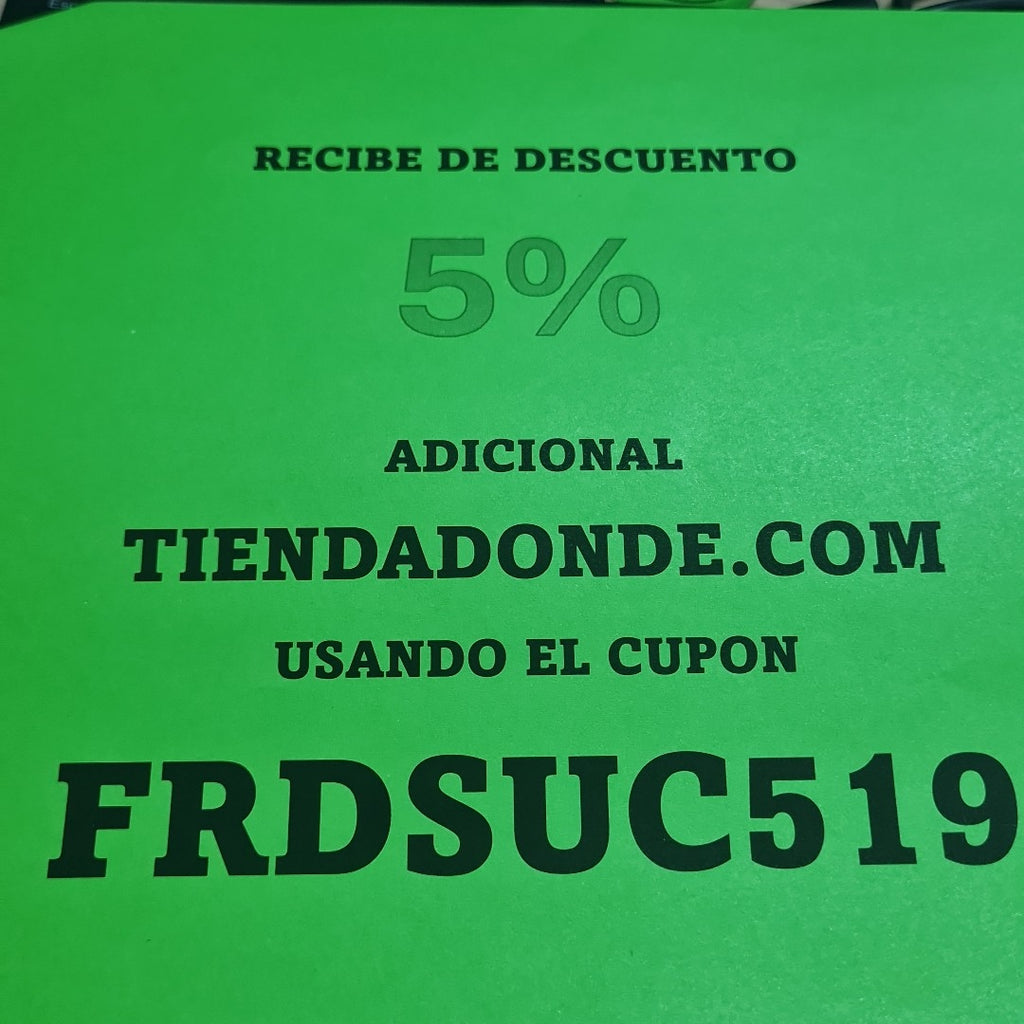 RECIBE DE DESCUENTO
5%
ADICIONAL
TIENDADONDE.COM
USANDO EL CUPON
FRDSUC519